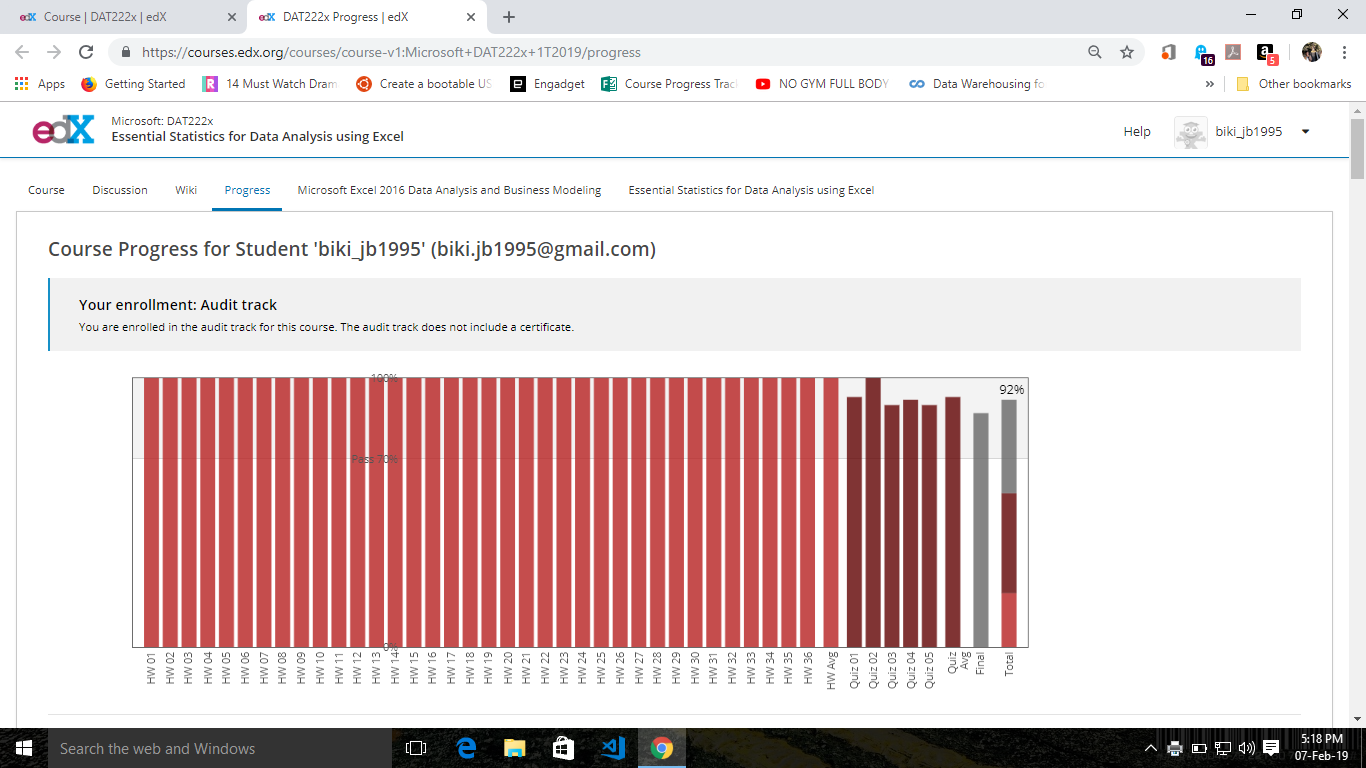 edX Course | DAT222x | edX
edX DAT222x Progress | edX
https://courses.edx.org/courses/course-v1:Microsoft+DAT222x+1T2019/progress
16
a
5
Apps Getting Started R 14 Must Watch Dram Create a bootable US e Engadget Course Progress Trac NO GYM FULL BODY Data Warehousing fo » Other bookmarks
edX
Microsoft: DAT222x
Essential Statistics for Data Analysis using Excel
Help biki_jb1995
Course Discussion Wiki Progress Microsoft Excel 2016 Data Analysis and Business Modeling Essential Statistics for Data Analysis using Excel
Course Progress for Student 'biki_jb1995' (biki.jb1995@gmail.com)
Your enrollment: Audit track
You are enrolled in the audit track for this course. The audit track does not include a certificate.
100%
92%
Pass 70%
0%
HW 01
HW 02
HW 03
HW 04
HW 05
HW 06
HW 07
HW 08
HW 09
HW 10
HW 11
HW 12
HW 13
HW 14
HW 15
HW 16
HW 17
HW 18
HW 19
HW 20
HW 21
HW 22
HW 23
HW 24
HW 25
HW 26
HW 27
HW 28
HW 29
HW 30
HW 31
HW 32
HW 33
HW 34
HW 35
HW 36
HW Avg
Quiz 01
Quiz 02
Quiz 03
Quiz 04
Quiz 05
Quiz
Avg
Final
Total
Search the web and Windows
5:18 PM
07-Feb-19